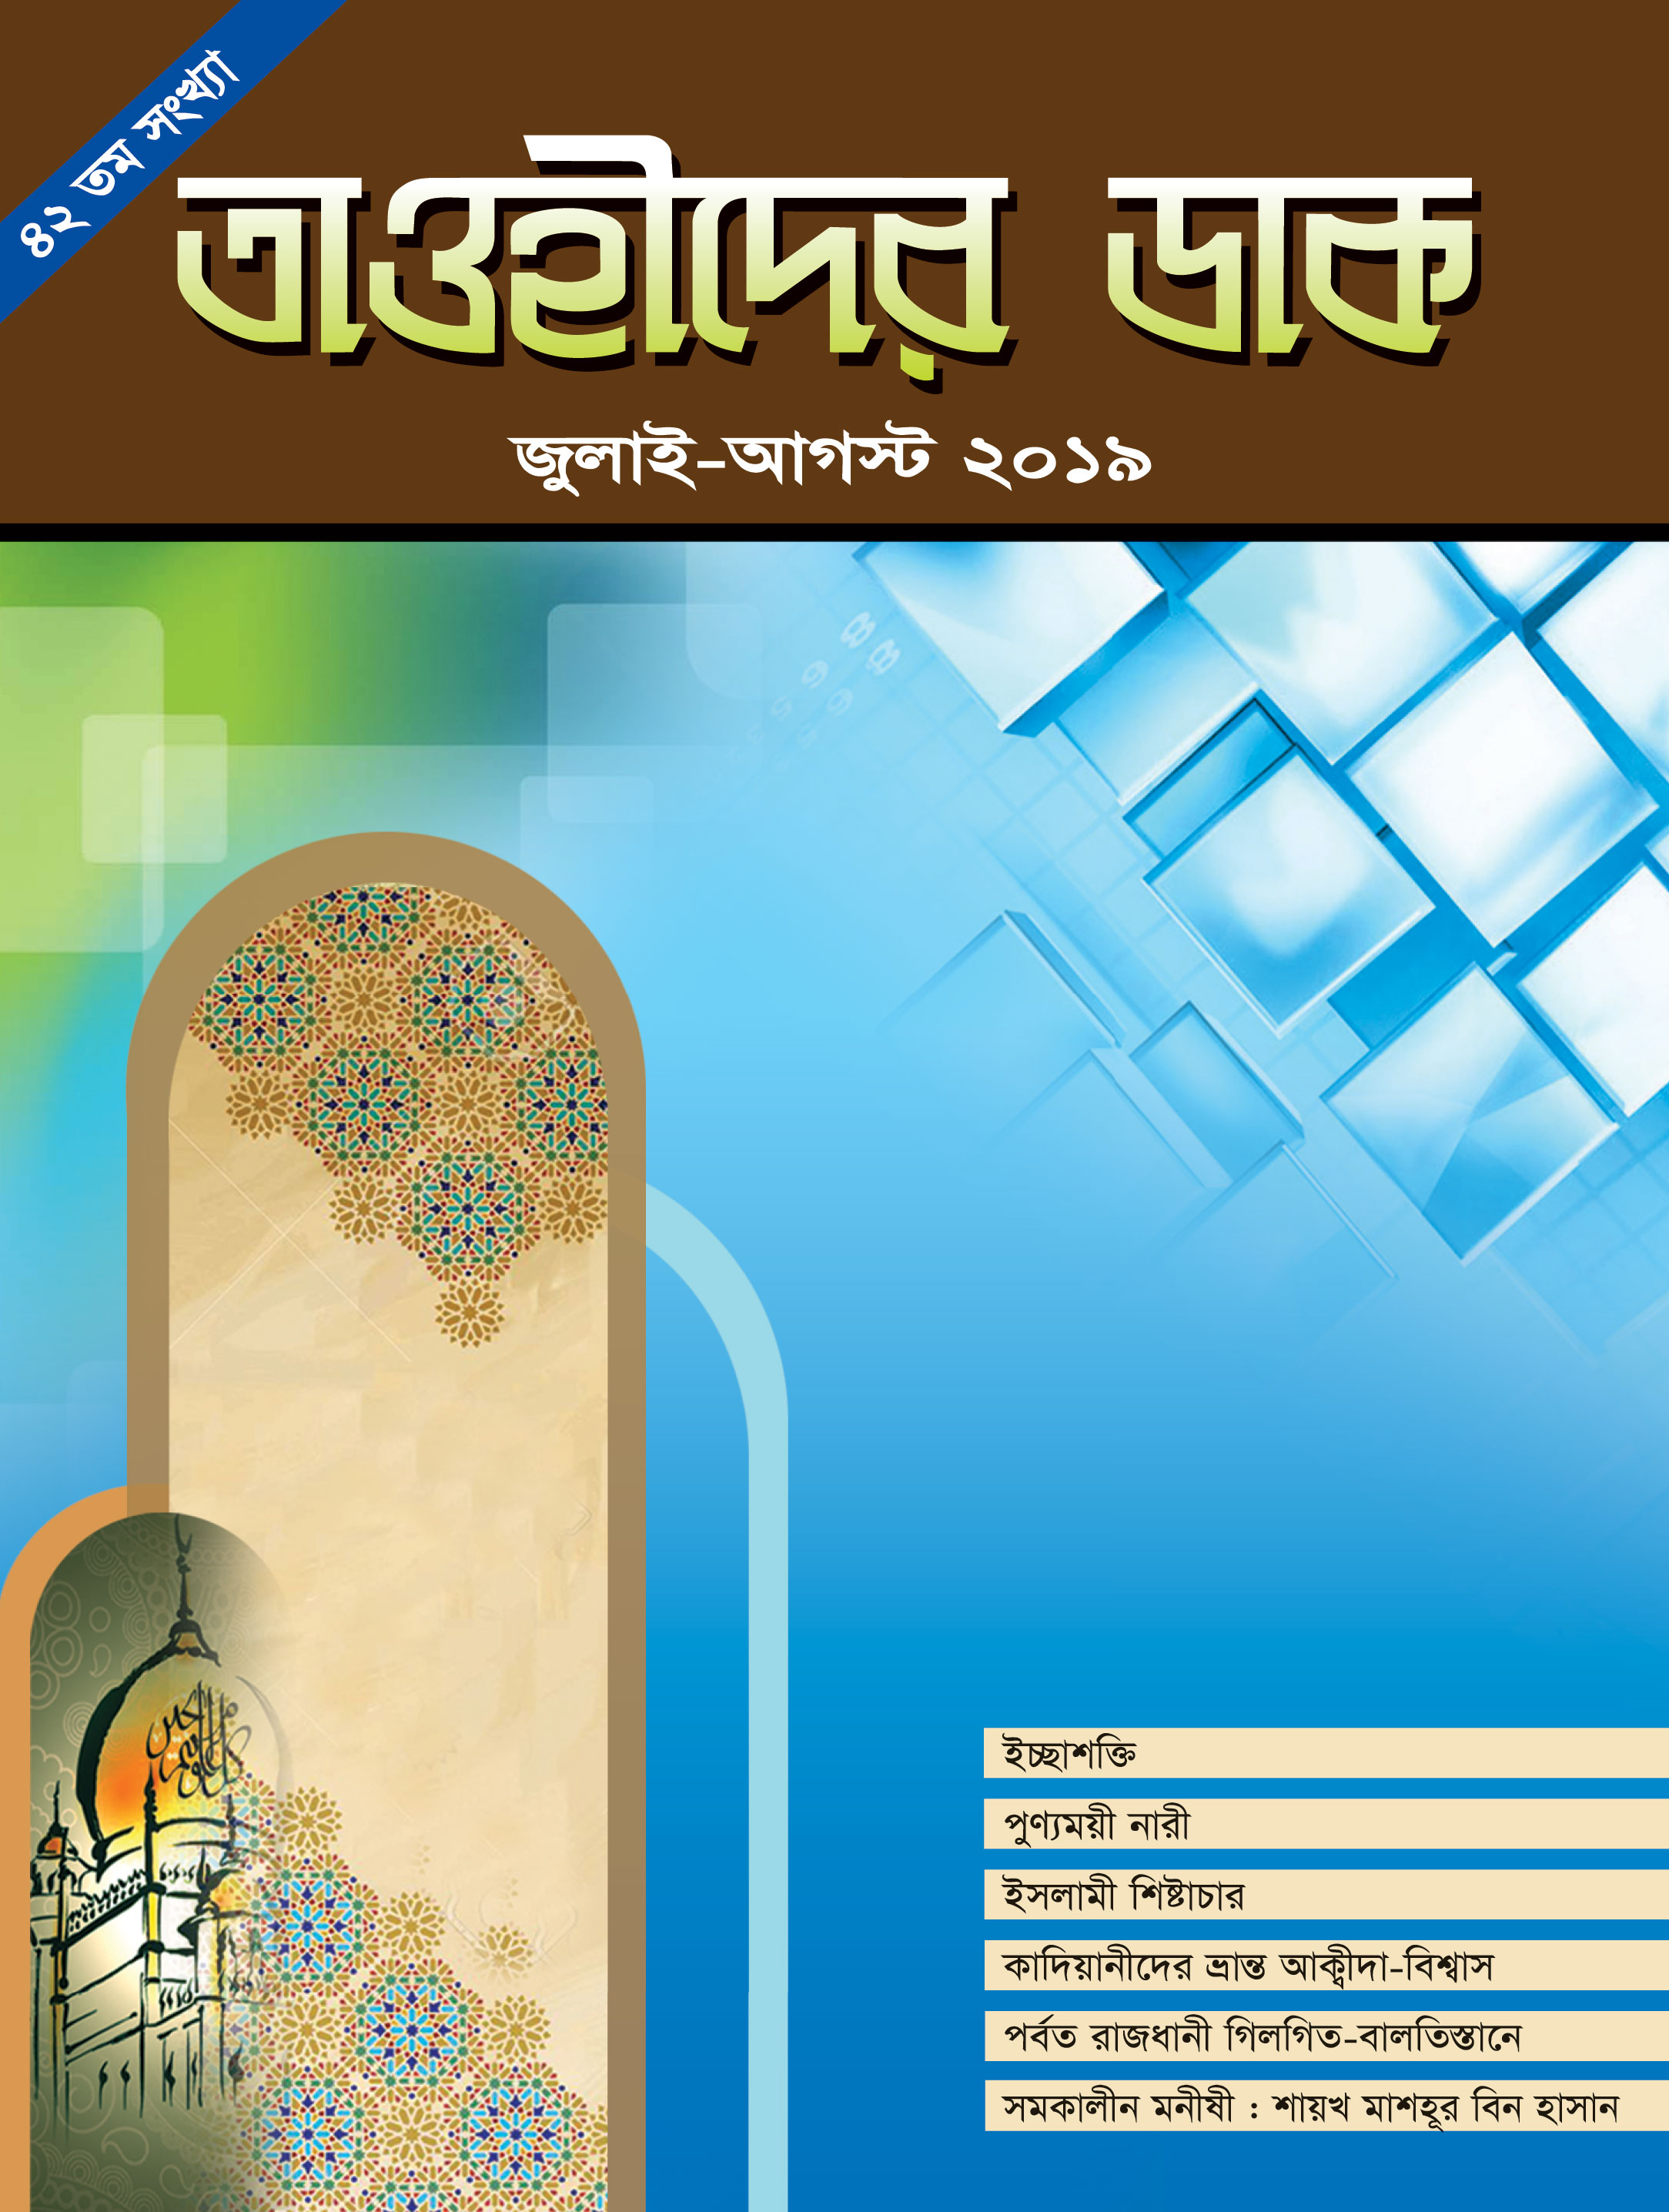 ৪২ তম সংখ্যা
তাওহীদের ডাক
জুলাই-আগস্ট ২০১৯
ইচ্ছাশক্তি
পুণ্যময়ী নারী
ইসলামী শিষ্টাচার
কাদিয়ানীদের ভ্রান্ত আক্বীদা-বিশ্বাস
পর্বত রাজধানী গিলগিত-বালতিস্তানে
সমকালীন মনীষী : শায়খ মাশহূর বিন হাসান